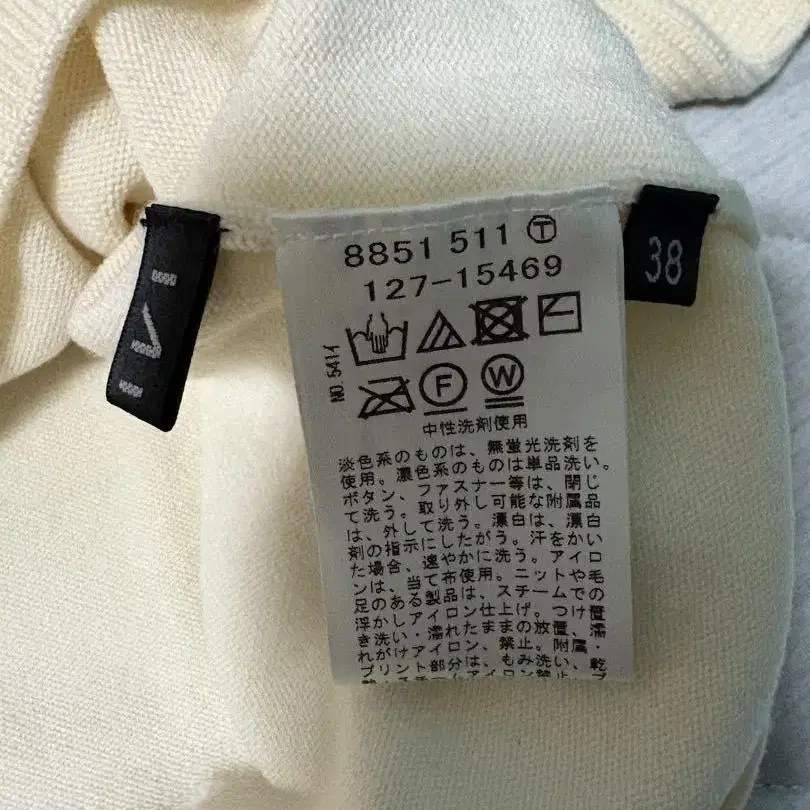 8851 511 Ⓣ
127-15469
NO.5414
F
W
中性洗剤使用
淡色系のものは、無蛍光洗剤を
使用。濃色系のものは単品洗い。
ボタン、ファスナー等は、閉じ
て洗う。取り外し可能な附属品
は、外して洗う。漂白は、漂白
剤の指示にしたがう。汗をかい
た場合、速やかに洗う。アイロ
ンは、当て布使用。ニットや毛
足のある製品は、スチームでの
浮かしアイロン仕上げ。つけ置
き洗い・濡れたままの放置、濡
れがけアイロン、禁止。附属・
プリント部分は、もみ洗い、乾
38